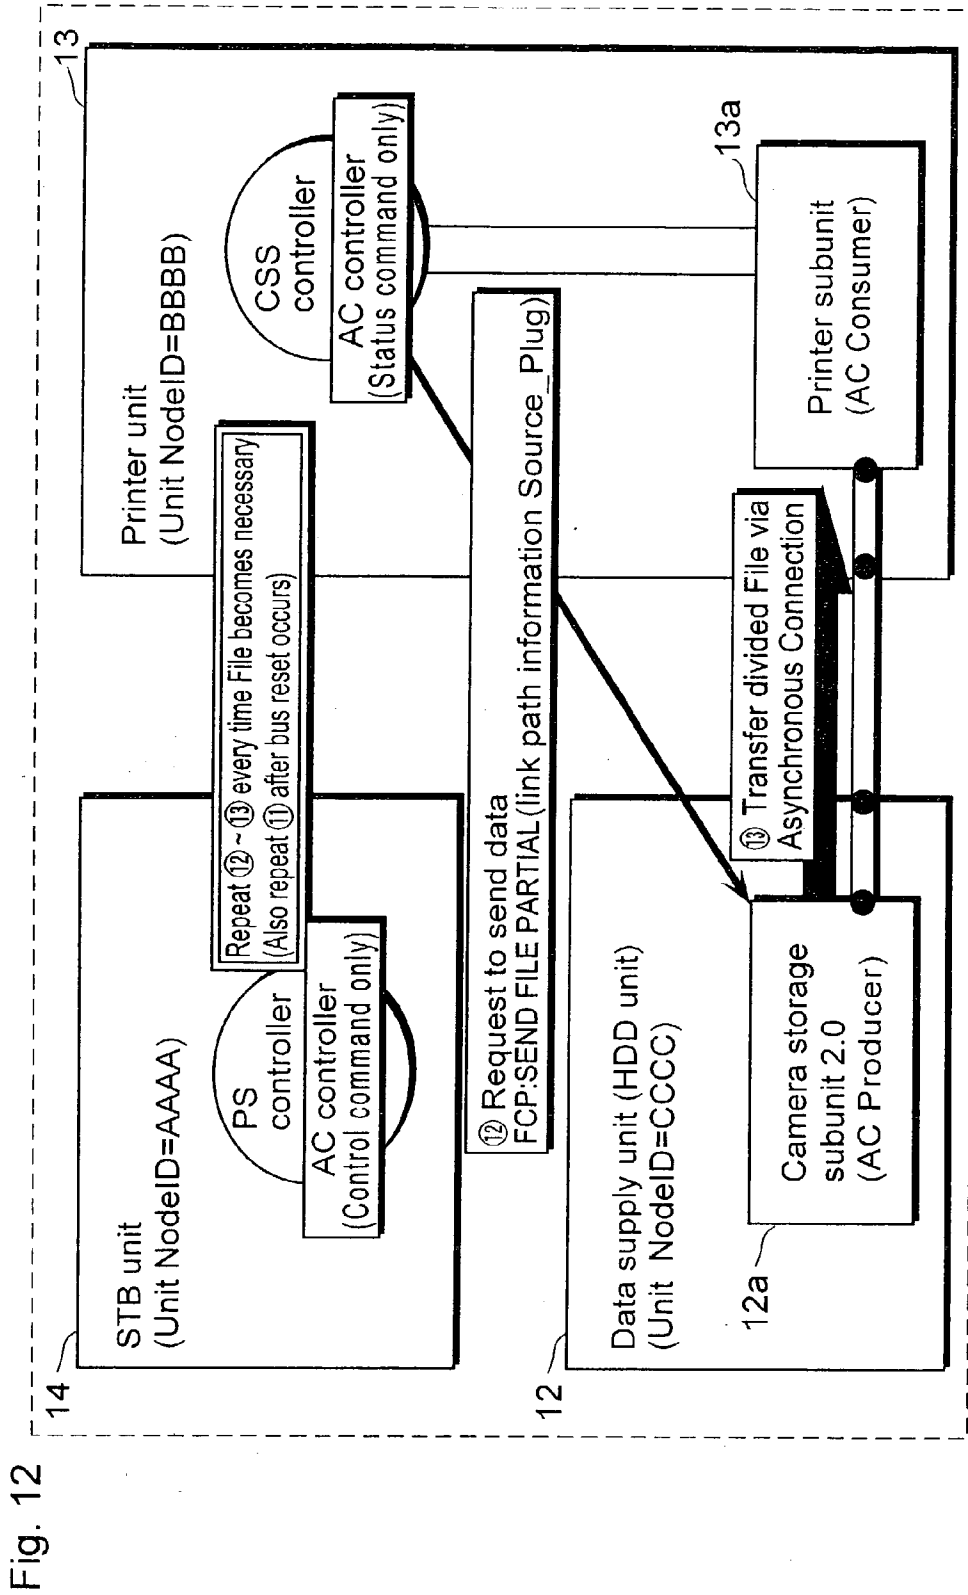 Fig. 12
14
STB unit
(Unit NodeID=AAAA)
PS
controller
AC controller
(Control command only)
Repeat ⑫ ~ ⑬ every time File becomes necessary
(Also repeat ⑪ after bus reset occurs)
13
Printer unit
(Unit NodeID=BBBB)
CSS
controller
AC controller
(Status command only)
⑫ Request to send data
FCP:SEND FILE PARTIAL (link path information Source_Plug)
12
Data supply unit (HDD unit)
(Unit NodeID=CCCC)
12a
Camera storage
subunit 2.0
(AC Producer)
⑬ Transfer divided File via
Asynchronous Connection
13a
Printer subunit
(AC Consumer)